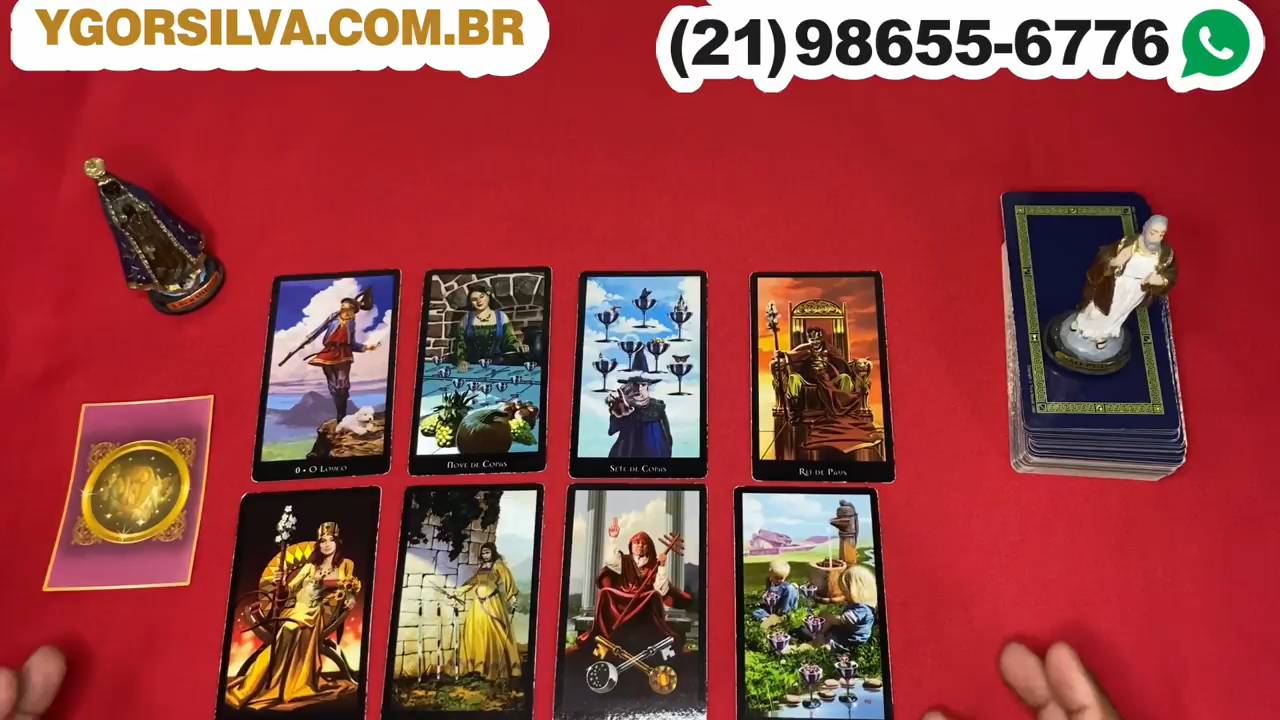 YGORSILVA.COM.BR
(21)98655-6776
0 • O LOUCO
NOVE DE COPAS
SETE DE COPAS
REI DE PAUS